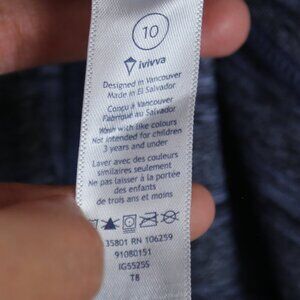 10
ivivva
Designed in Vancouver
Made in El Salvador
Conçu à Vancouver
Fabriqué au Salvador
Wash with like colours
Not intended for children
3 years and under
Laver avec des couleurs
similaires seulement
Ne pas laisser à la portée
des enfants
de trois ans et moins
35801 RN 106259
91080151
IG5525S
T8